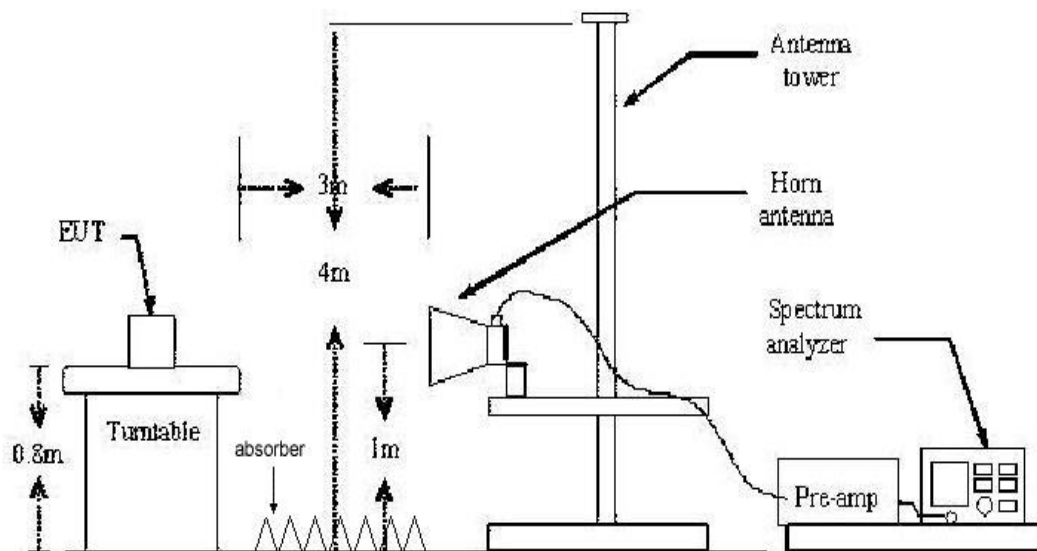 Antenna
tower
3m
Horn
antenna
EUT
4m
Spectrum
analyzer
Turntable
0.8m
absorber
1m
Pre-amp